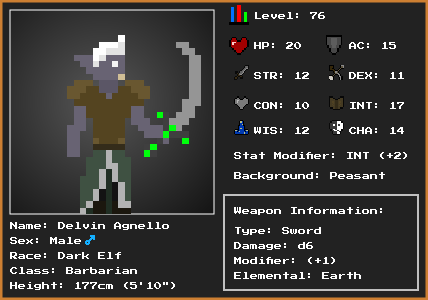 Level: 76
HP: 20 AC: 15
STR: 12 DEX: 11
CON: 10 INT: 17
WIS: 12 CHA: 14
Stat Modifier: INT (+2)
Background: Peasant
Name: Delvin Agnello
Sex: Male♂
Race: Dark Elf
Class: Barbarian
Height: 177cm (5'10")
Weapon Information:
Type: Sword
Damage: d6
Modifier: (+1)
Elemental: Earth